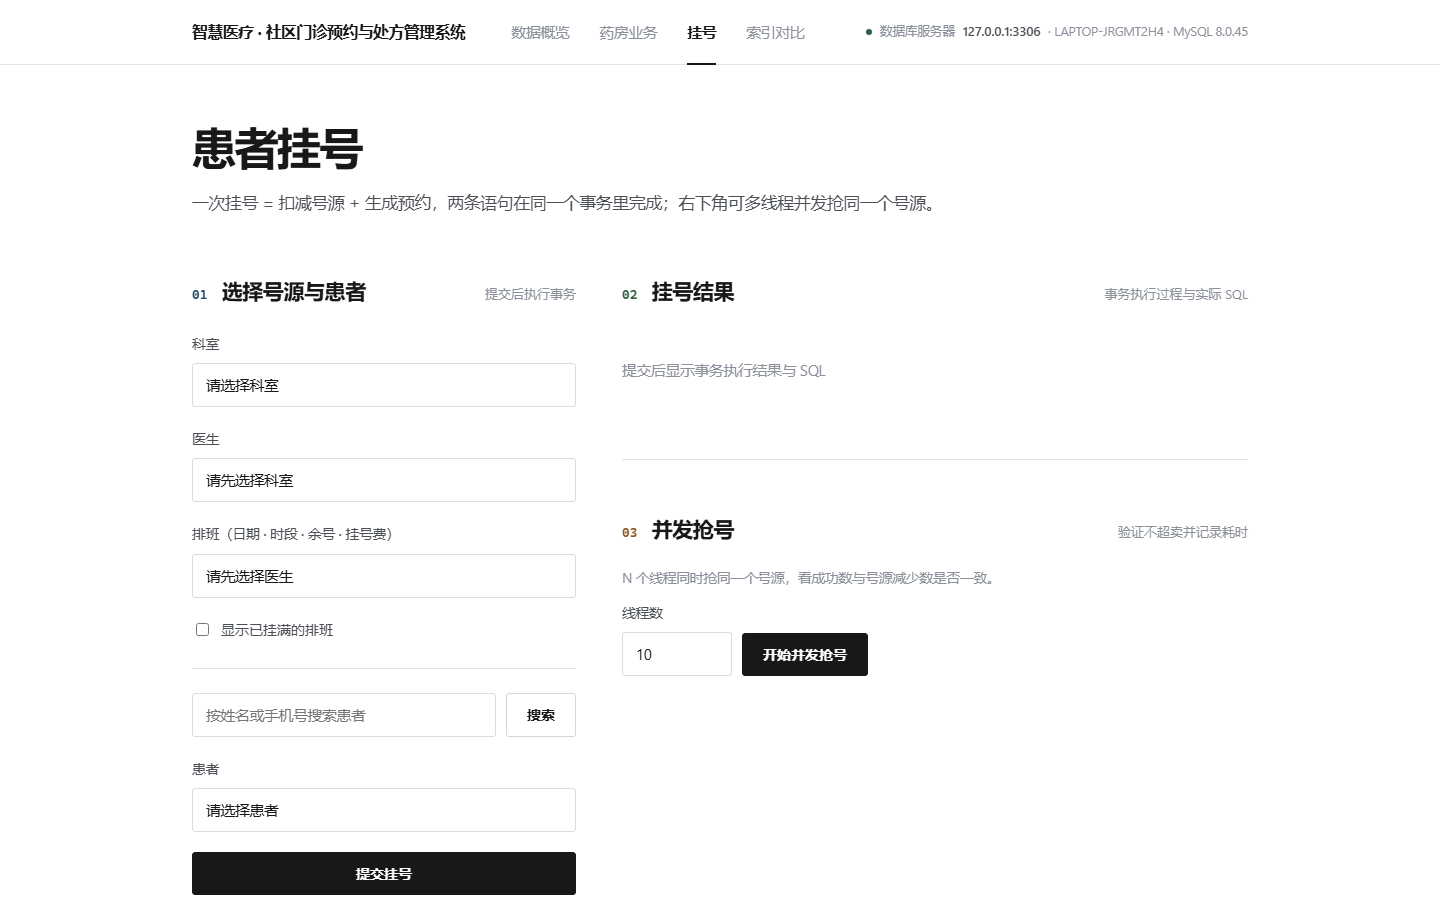 智慧医疗 · 社区门诊预约与处方管理系统
数据概览
药房业务
挂号
索引对比
数据库服务器 127.0.0.1:3306 · LAPTOP-JRGMT2H4 · MySQL 8.0.45
患者挂号
一次挂号 = 扣减号源 + 生成预约，两条语句在同一个事务里完成；右下角可多线程并发抢同一个号源。
01 选择号源与患者 提交后执行事务
科室
请选择科室
医生
请先选择科室
排班（日期 · 时段 · 余号 · 挂号费）
请先选择医生
显示已挂满的排班
按姓名或手机号搜索患者 搜索
患者
请选择患者
提交挂号
02 挂号结果 事务执行过程与实际 SQL
提交后显示事务执行结果与 SQL
03 并发抢号 验证不超卖并记录耗时
N 个线程同时抢同一个号源，看成功数与号源减少数是否一致。
线程数
10 开始并发抢号